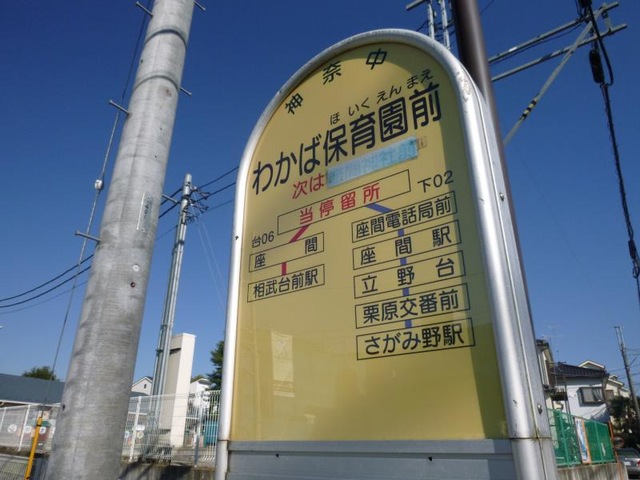 神奈中
ほいくえんまえ
わかば保育園前
次は
当停留所
台06
下02
座間
相武台前駅
座間電話局前
座間駅
立野台
栗原交番前
さがみ野駅